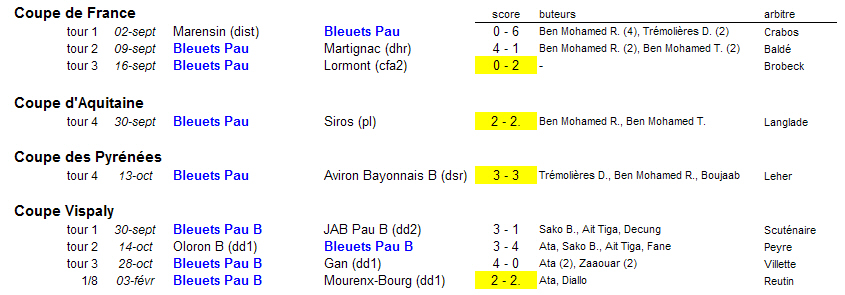 Coupe de France score buteurs arbitre
tour 1 02-sept Marensin (dist) Bleuets Pau 0 - 6 Ben Mohamed R. (4), Trémolières D. (2) Crabos
tour 2 09-sept Bleuets Pau Martignac (dhr) 4 - 1 Ben Mohamed R. (2), Ben Mohamed T. (2) Baldé
tour 3 16-sept Bleuets Pau Lormont (cfa2) 0 - 2 - Brobeck
Coupe d'Aquitaine
tour 4 30-sept Bleuets Pau Siros (pl) 2 - 2. Ben Mohamed R., Ben Mohamed T. Langlade
Coupe des Pyrénées
tour 4 13-oct Bleuets Pau Aviron Bayonnais B (dsr) 3 - 3 Trémolières D., Ben Mohamed R., Boujaab Leher
Coupe Vispaly
tour 1 30-sept Bleuets Pau B JAB Pau B (dd2) 3 - 1 Sako B., Ait Tiga, Decung Scuténaire
tour 2 14-oct Oloron B (dd1) Bleuets Pau B 3 - 4 Ata, Sako B., Ait Tiga, Fane Peyre
tour 3 28-oct Bleuets Pau B Gan (dd1) 4 - 0 Ata (2), Zaaouar (2) Villette
1/8 03-févr Bleuets Pau B Mourenx-Bourg (dd1) 2 - 2. Ata, Diallo Reutin